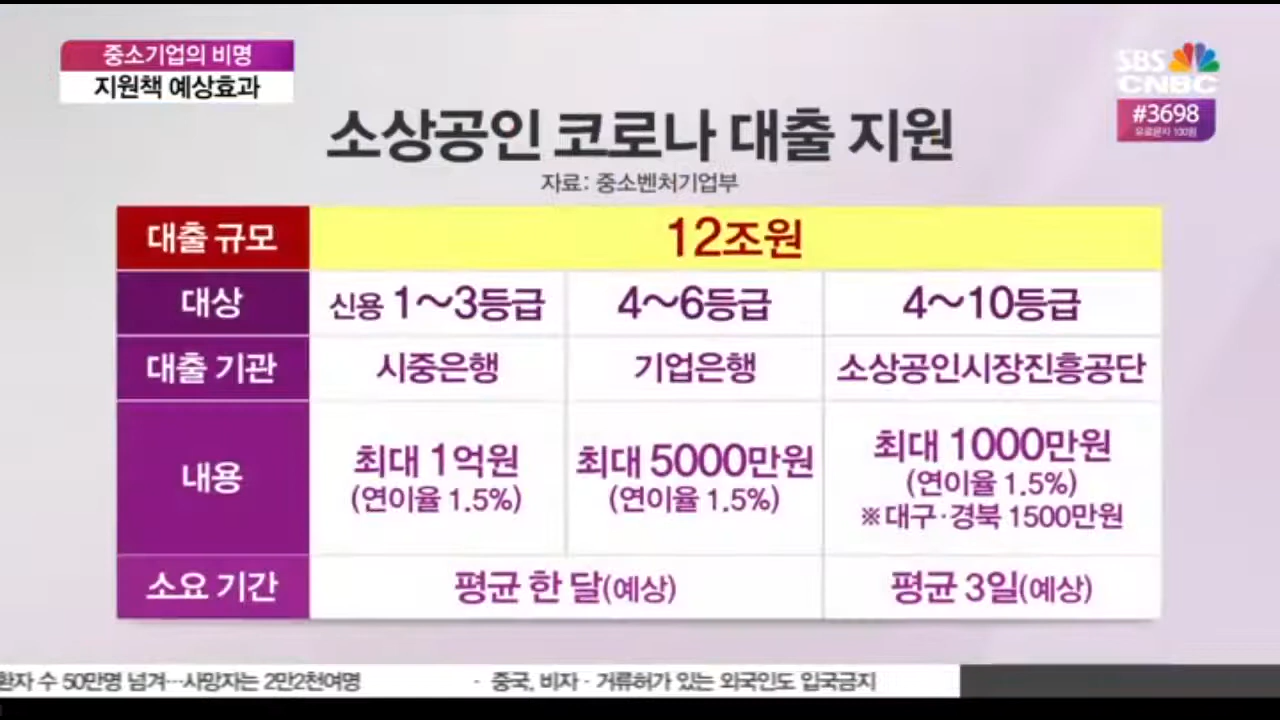 중소기업의 비명
지원책 예상효과
SBS
CNBC
#3698
유료문자 100원
소상공인 코로나 대출 지원
자료: 중소벤처기업부
대출 규모 12조원
대상 신용 1~3등급 4~6등급 4~10등급
대출 기관 시중은행 기업은행 소상공인시장진흥공단
내용 최대 1억원 최대 5000만원 최대 1000만원
(연이율 1.5%) (연이율 1.5%) (연이율 1.5%)
※대구·경북 1500만원
소요 기간 평균 한 달(예상) 평균 3일(예상)
환자 수 50만명 넘겨…사망자는 2만2천여명 - 중국, 비자·거류허가 있는 외국인도 입국금지